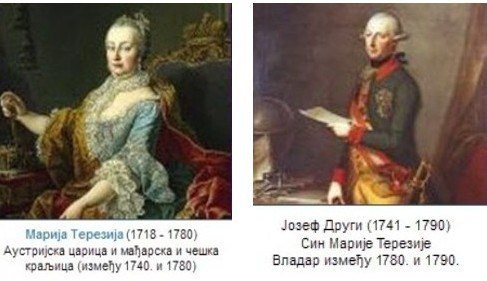 Марија Терезија (1718 - 1780)
Аустријска царица и мађарска и чешка
краљица (између 1740. и 1780)
Јозеф Други (1741 - 1790)
Син Марије Терезије
Владар између 1780. и 1790.